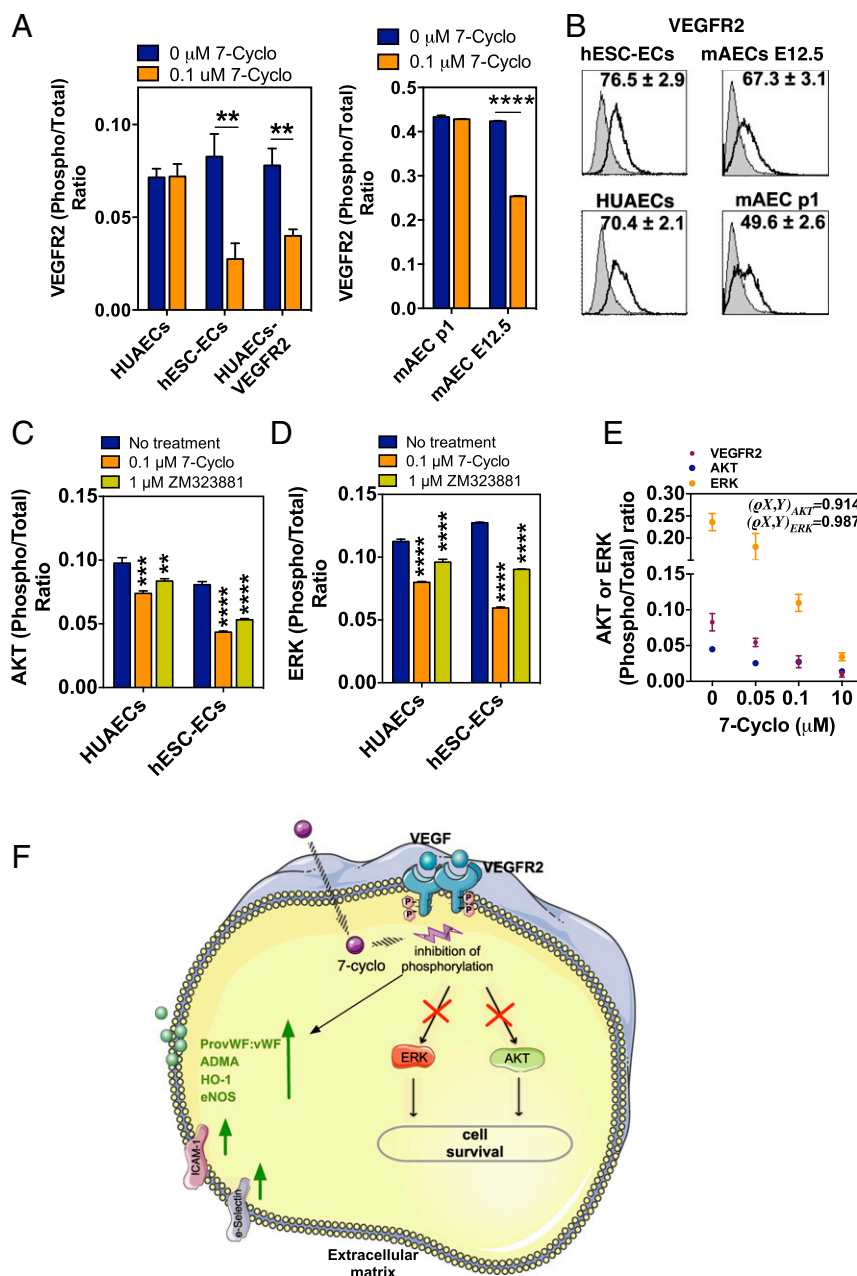 A
0 μM 7-Cyclo
0.1 uM 7-Cyclo
VEGFR2 (Phospho/Total)
Ratio
0.10
0.05
0.00
**
**
HUAECs
hESC-ECs
HUAECs-
VEGFR2
0 μM 7-Cyclo
0.1 μM 7-Cyclo
VEGFR2 (Phospho/Total)
Ratio
0.5
0.4
0.3
0.2
0.1
0.0
****
mAEC p1
mAEC E12.5
B
VEGFR2
hESC-ECs
mAECs E12.5
76.5 ± 2.9
67.3 ± 3.1
HUAECs
mAEC p1
70.4 ± 2.1
49.6 ± 2.6
C
No treatment
0.1 μM 7-Cyclo
1 μM ZM323881
AKT (Phospho/Total)
Ratio
0.15
0.10
0.05
0.00
***
**
****
****
HUAECs
hESC-ECs
D
No treatment
0.1 μM 7-Cyclo
1 μM ZM323881
ERK (Phospho/Total)
Ratio
0.15
0.10
0.05
0.00
****
****
****
****
HUAECs
hESC-ECs
E
VEGFR2
AKT
ERK
(ϱX,Y)AKT=0.914
(ϱX,Y)ERK=0.987
AKT or ERK
(Phospho/Total) ratio
0.30
0.25
0.20
0.15
0.10
0.05
0.00
0
0.05
0.1
10
7-Cyclo (μM)
F
VEGF
VEGFR2
P
P
P
P
7-cyclo
inhibition of
phosphorylation
ProvWF:vWF
ADMA
HO-1
eNOS
ERK
AKT
cell
survival
ICAM-1
e-Selectin
Extracellular
matrix